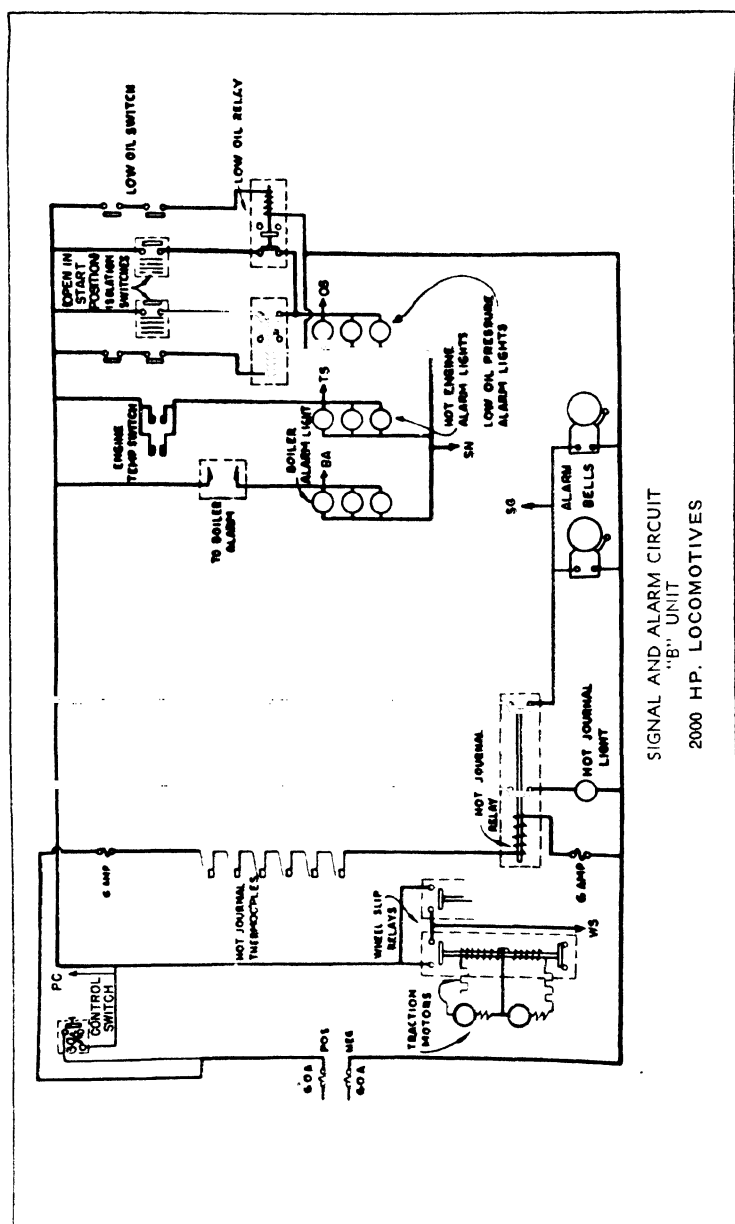 LOW OIL SWITCH
LOW OIL RELAY
(OPEN IN
START
POSITION)
ISOLATION
SWITCHES
ENGINE
TEMP SWITCH
TO BOILER
ALARM
BOILER
ALARM LIGHT
BA
TS
OB
HOT ENGINE
ALARM LIGHTS
LOW OIL PRESSURE
ALARM LIGHTS
SN
SG
ALARM
BELLS
HOT JOURNAL
RELAY
HOT JOURNAL
LIGHT
6 AMP
6 AMP
HOT JOURNAL
THERMOC'PLES
WHEEL SLIP
RELAYS
WS
TRACTION
MOTORS
PC
CONTROL
SWITCH
60A POS
60A NEG
SIGNAL AND ALARM CIRCUIT
"B" UNIT
2000 HP. LOCOMOTIVES